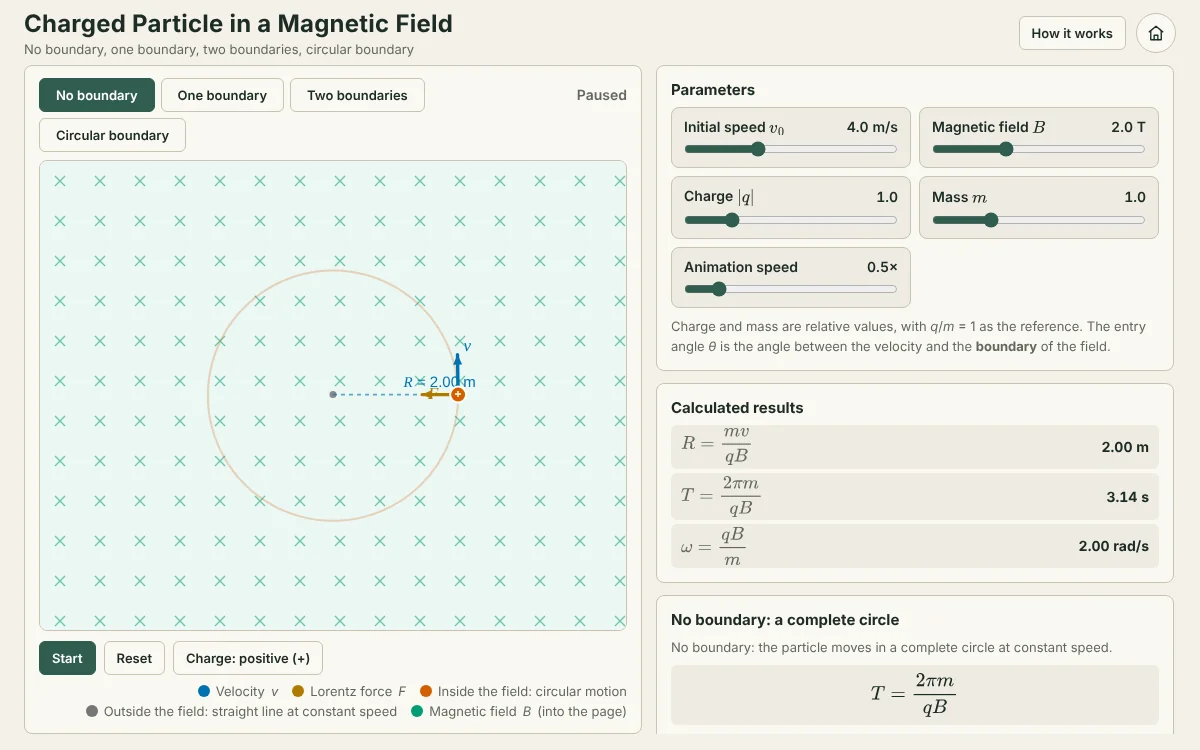 Charged Particle in a Magnetic Field
No boundary, one boundary, two boundaries, circular boundary
How it works
No boundary
One boundary
Two boundaries
Paused
Circular boundary
v
R = 2.00 m
F
+
Start
Reset
Charge: positive (+)
Velocity v
Lorentz force F
Inside the field: circular motion
Outside the field: straight line at constant speed
Magnetic field B (into the page)
Parameters
Initial speed v₀ 4.0 m/s
Magnetic field B 2.0 T
Charge |q| 1.0
Mass m 1.0
Animation speed 0.5×
Charge and mass are relative values, with q/m = 1 as the reference. The entry
angle θ is the angle between the velocity and the boundary of the field.
Calculated results
R = mv/qB 2.00 m
T = 2πm/qB 3.14 s
ω = qB/m 2.00 rad/s
No boundary: a complete circle
No boundary: the particle moves in a complete circle at constant speed.
T = 2πm/qB